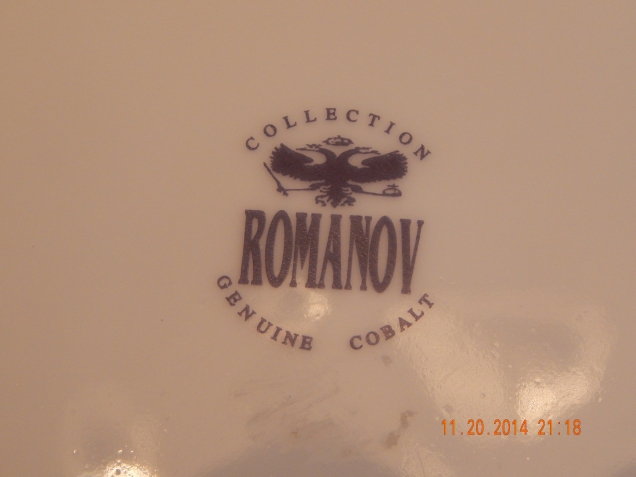 COLLECTION
ROMANOV
GENUINE COBALT
11.20.2014 21:18